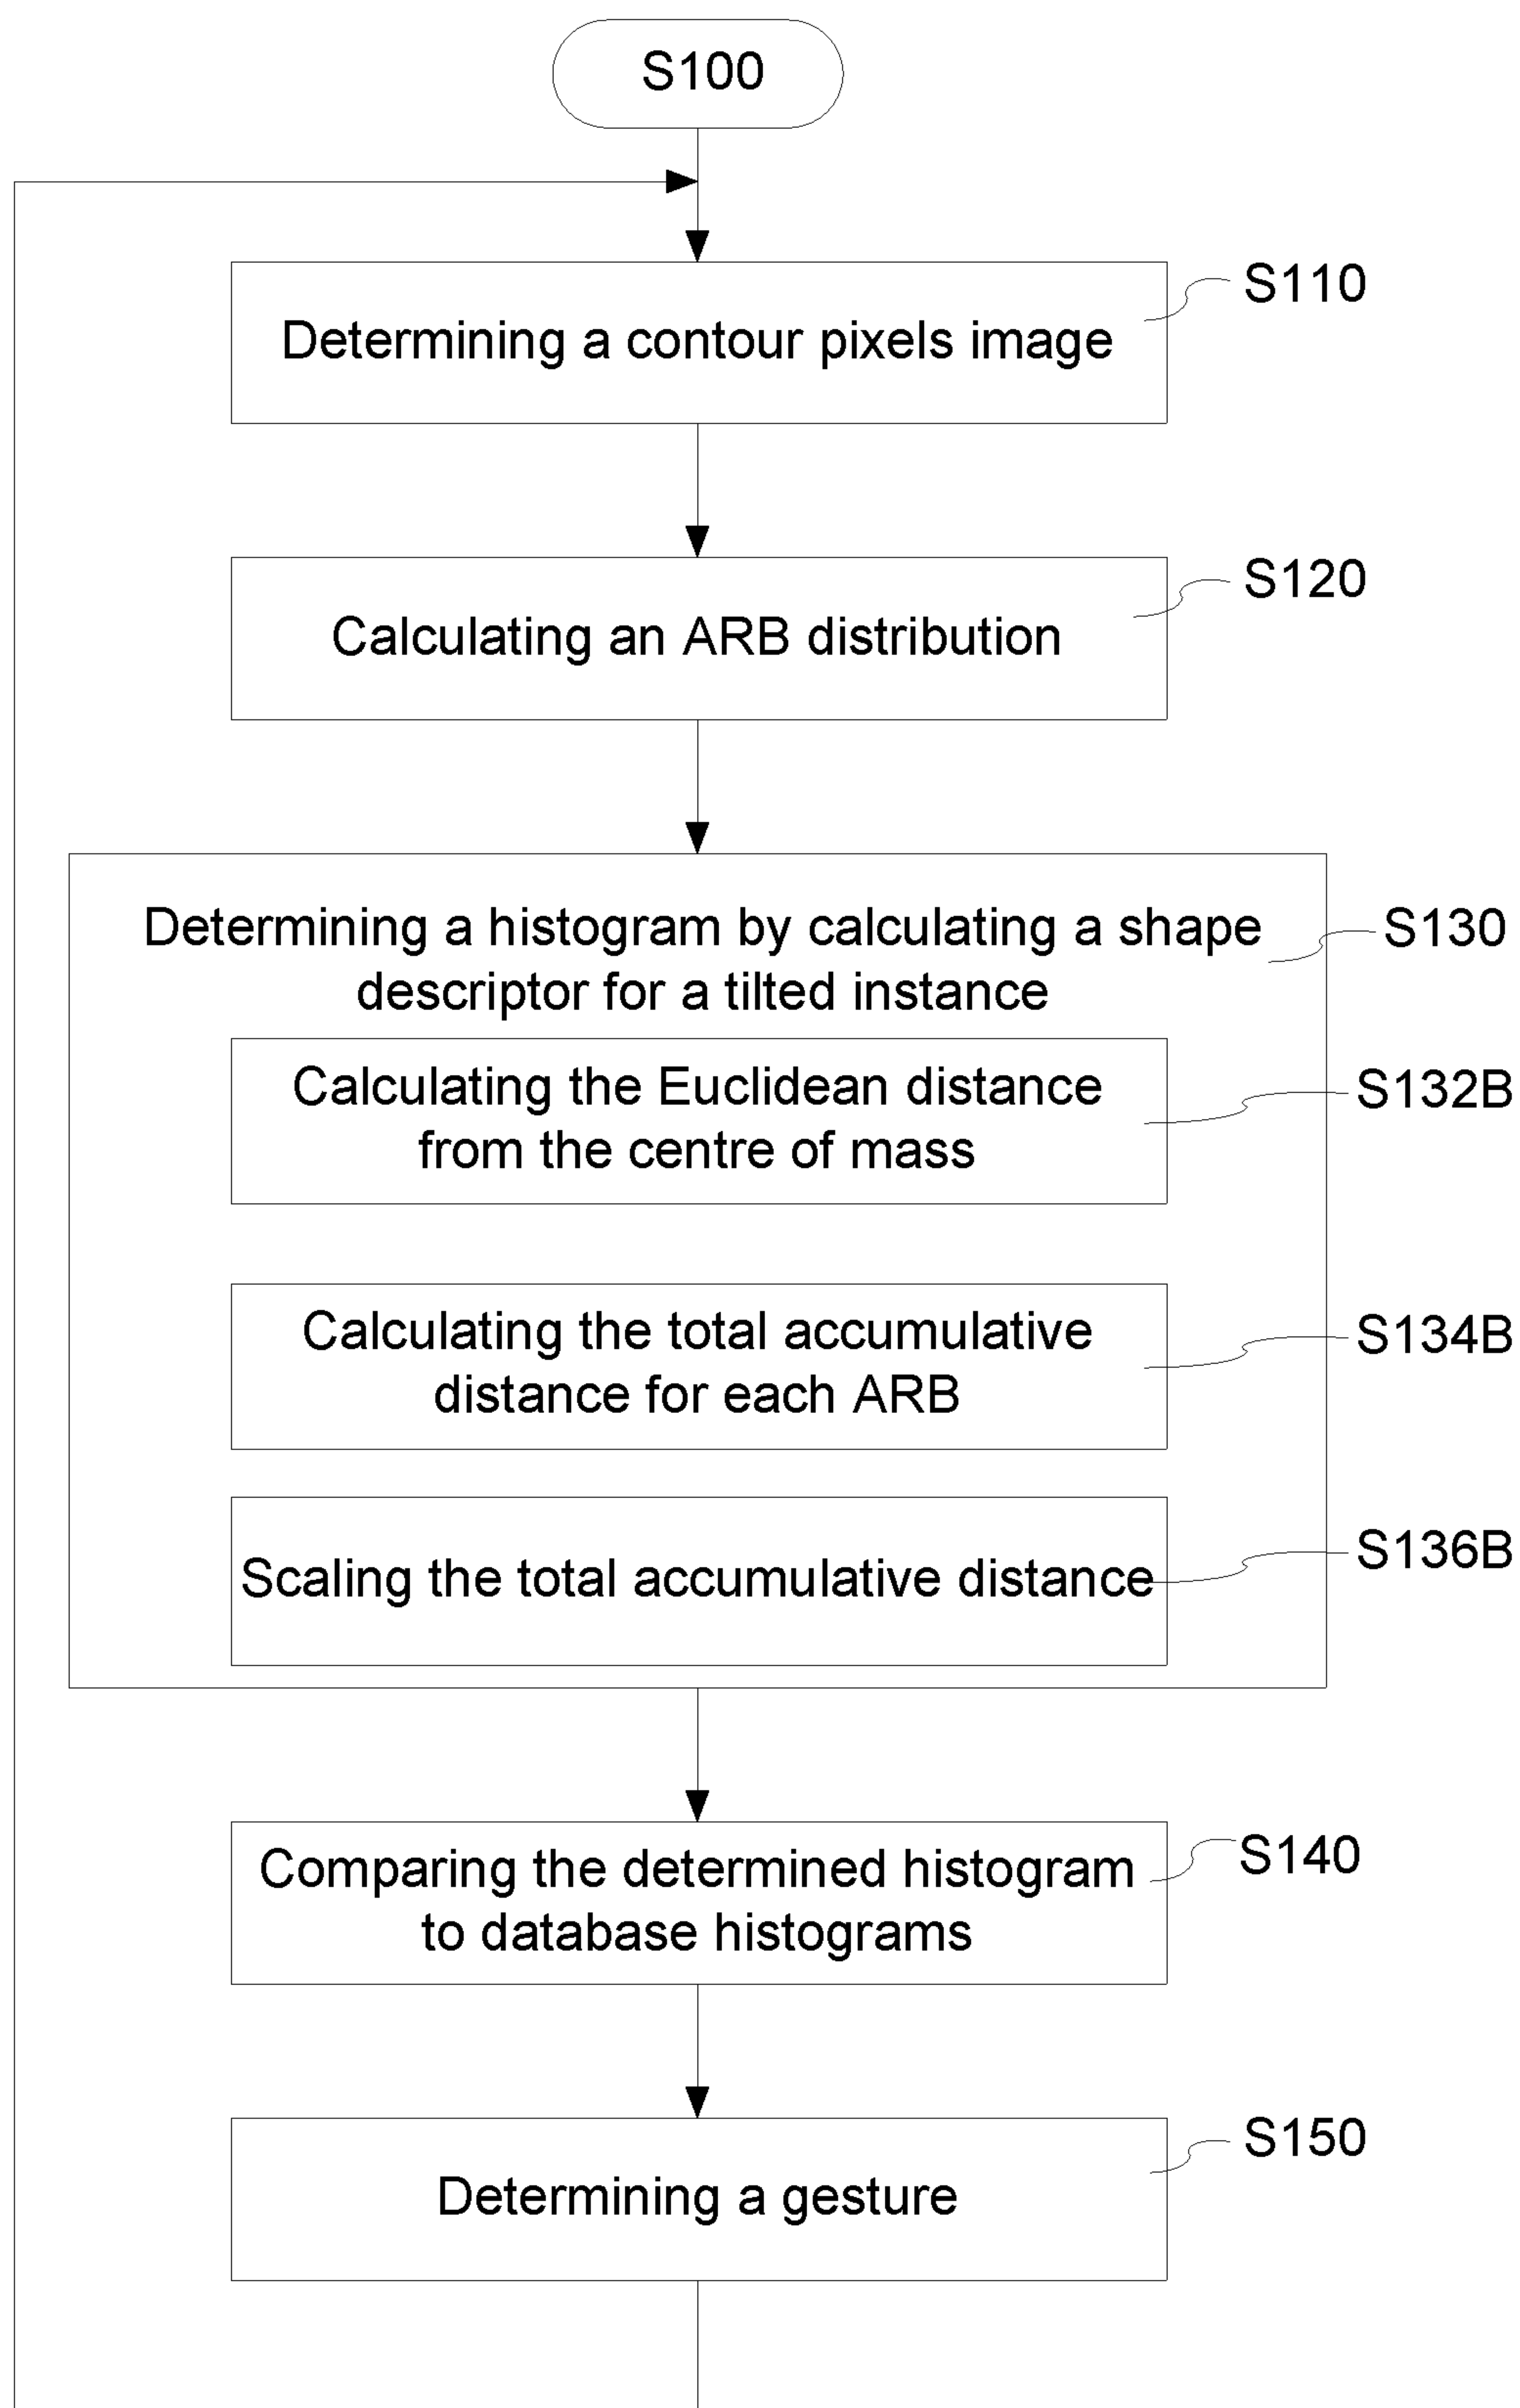 S100
Determining a contour pixels image
S110
Calculating an ARB distribution
S120
Determining a histogram by calculating a shape
descriptor for a tilted instance
S130
Calculating the Euclidean distance
from the centre of mass
S132B
Calculating the total accumulative
distance for each ARB
S134B
Scaling the total accumulative distance
S136B
Comparing the determined histogram
to database histograms
S140
Determining a gesture
S150